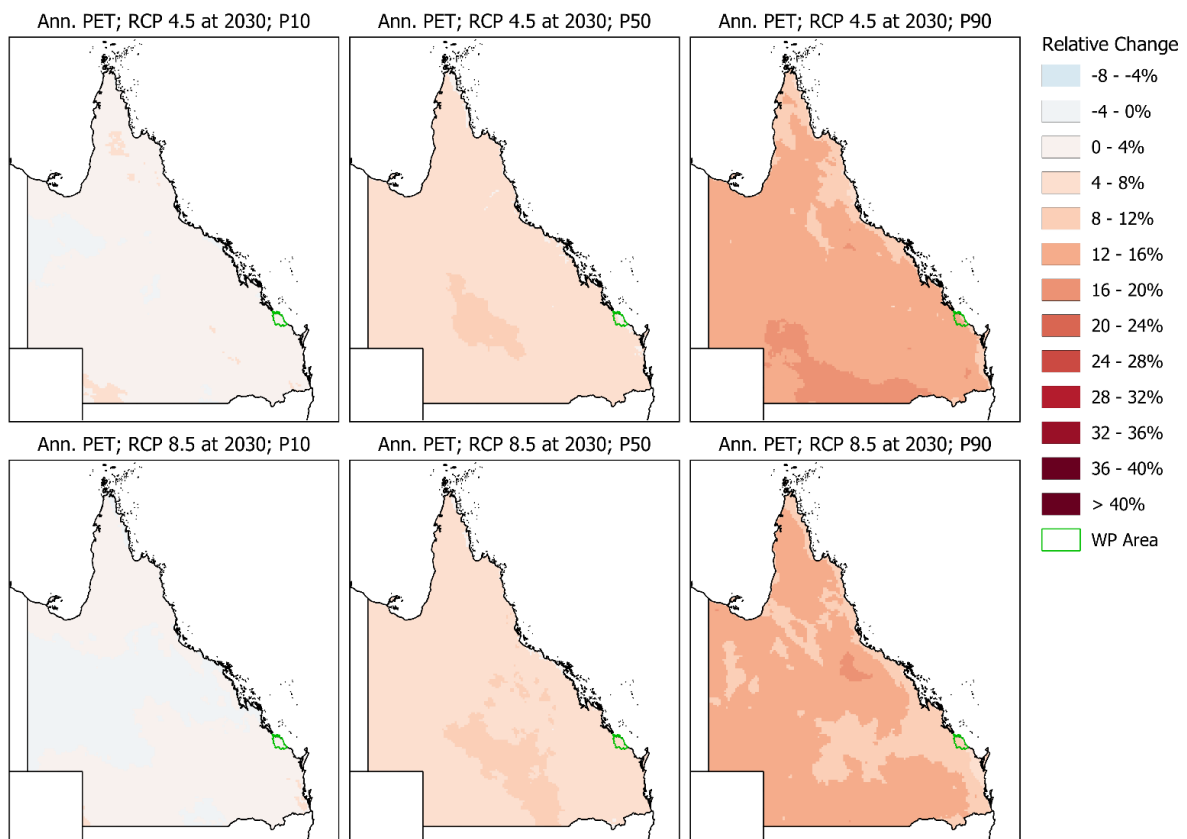 Ann. PET; RCP 4.5 at 2030; P10
Ann. PET; RCP 4.5 at 2030; P50
Ann. PET; RCP 4.5 at 2030; P90
Relative Change
-8 - -4%
-4 - 0%
0 - 4%
4 - 8%
8 - 12%
12 - 16%
16 - 20%
20 - 24%
24 - 28%
28 - 32%
32 - 36%
36 - 40%
> 40%
WP Area
Ann. PET; RCP 8.5 at 2030; P10
Ann. PET; RCP 8.5 at 2030; P50
Ann. PET; RCP 8.5 at 2030; P90